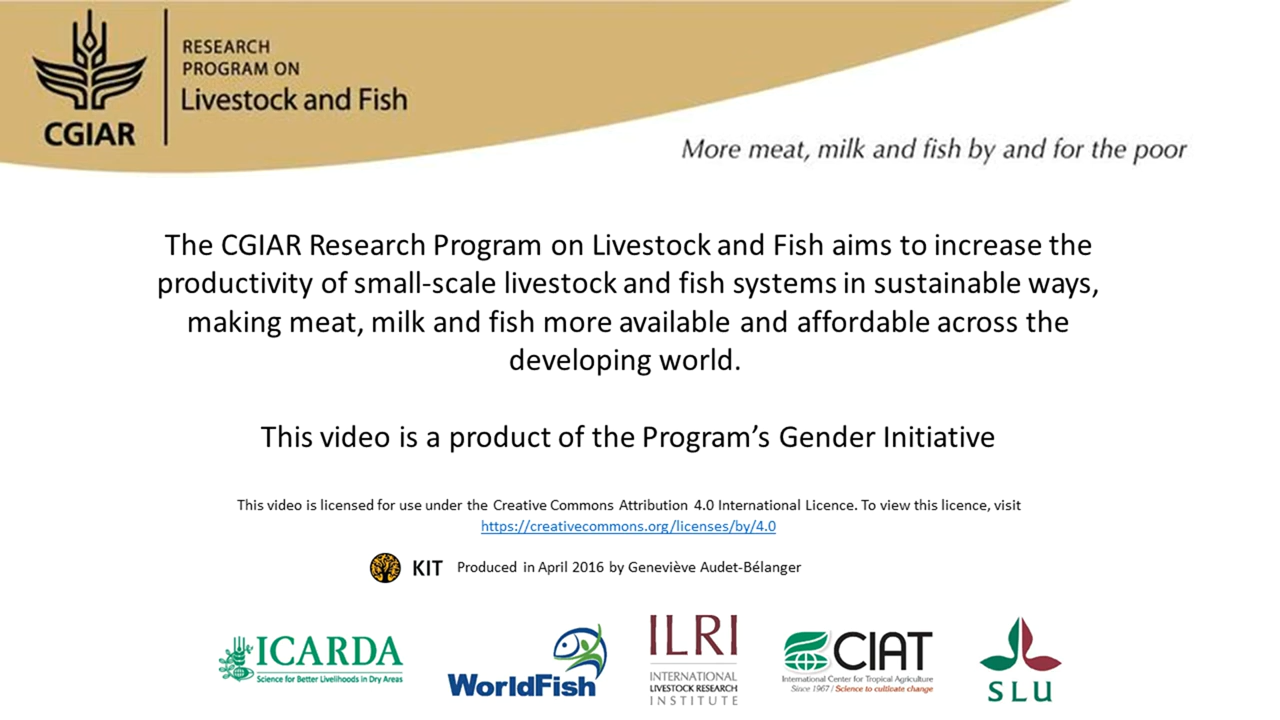 RESEARCH
PROGRAM ON
Livestock and Fish
CGIAR
More meat, milk and fish by and for the poor
The CGIAR Research Program on Livestock and Fish aims to increase the
productivity of small-scale livestock and fish systems in sustainable ways,
making meat, milk and fish more available and affordable across the
developing world.
This video is a product of the Program’s Gender Initiative
This video is licensed for use under the Creative Commons Attribution 4.0 International Licence. To view this licence, visit
https://creativecommons.org/licenses/by/4.0
KIT Produced in April 2016 by Geneviève Audet-Bélanger
ICARDA
Science for Better Livelihoods in Dry Areas
WorldFish
ILRI
INTERNATIONAL
LIVESTOCK RESEARCH
INSTITUTE
CIAT
International Center for Tropical Agriculture
Since 1967 / Science to cultivate change
SLU